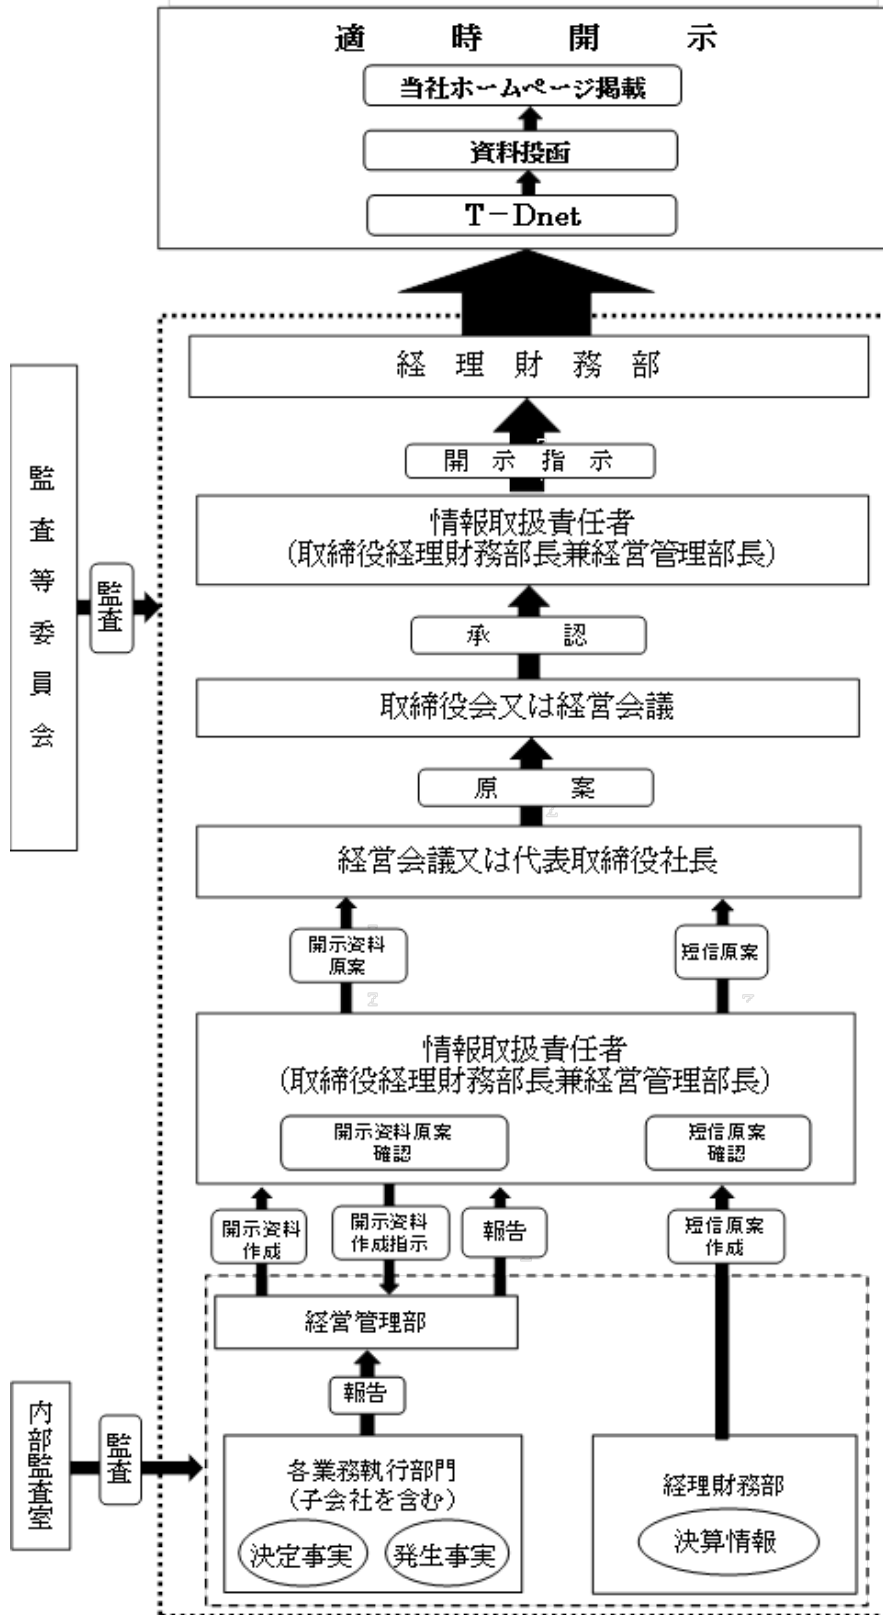 適時開示
当社ホームページ掲載
資料投函
T－Dnet
経理財務部
開示指示
情報取扱責任者
(取締役経理財務部長兼経営管理部長)
監査等委員会
監査
承認
取締役会又は経営会議
原案
経営会議又は代表取締役社長
開示資料
原案
短信原案
情報取扱責任者
(取締役経理財務部長兼経営管理部長)
開示資料原案
確認
短信原案
確認
開示資料
作成
開示資料
作成指示
報告
短信原案
作成
経営管理部
報告
内部監査室
監査
各業務執行部門
(子会社を含む)
決定事実
発生事実
経理財務部
決算情報